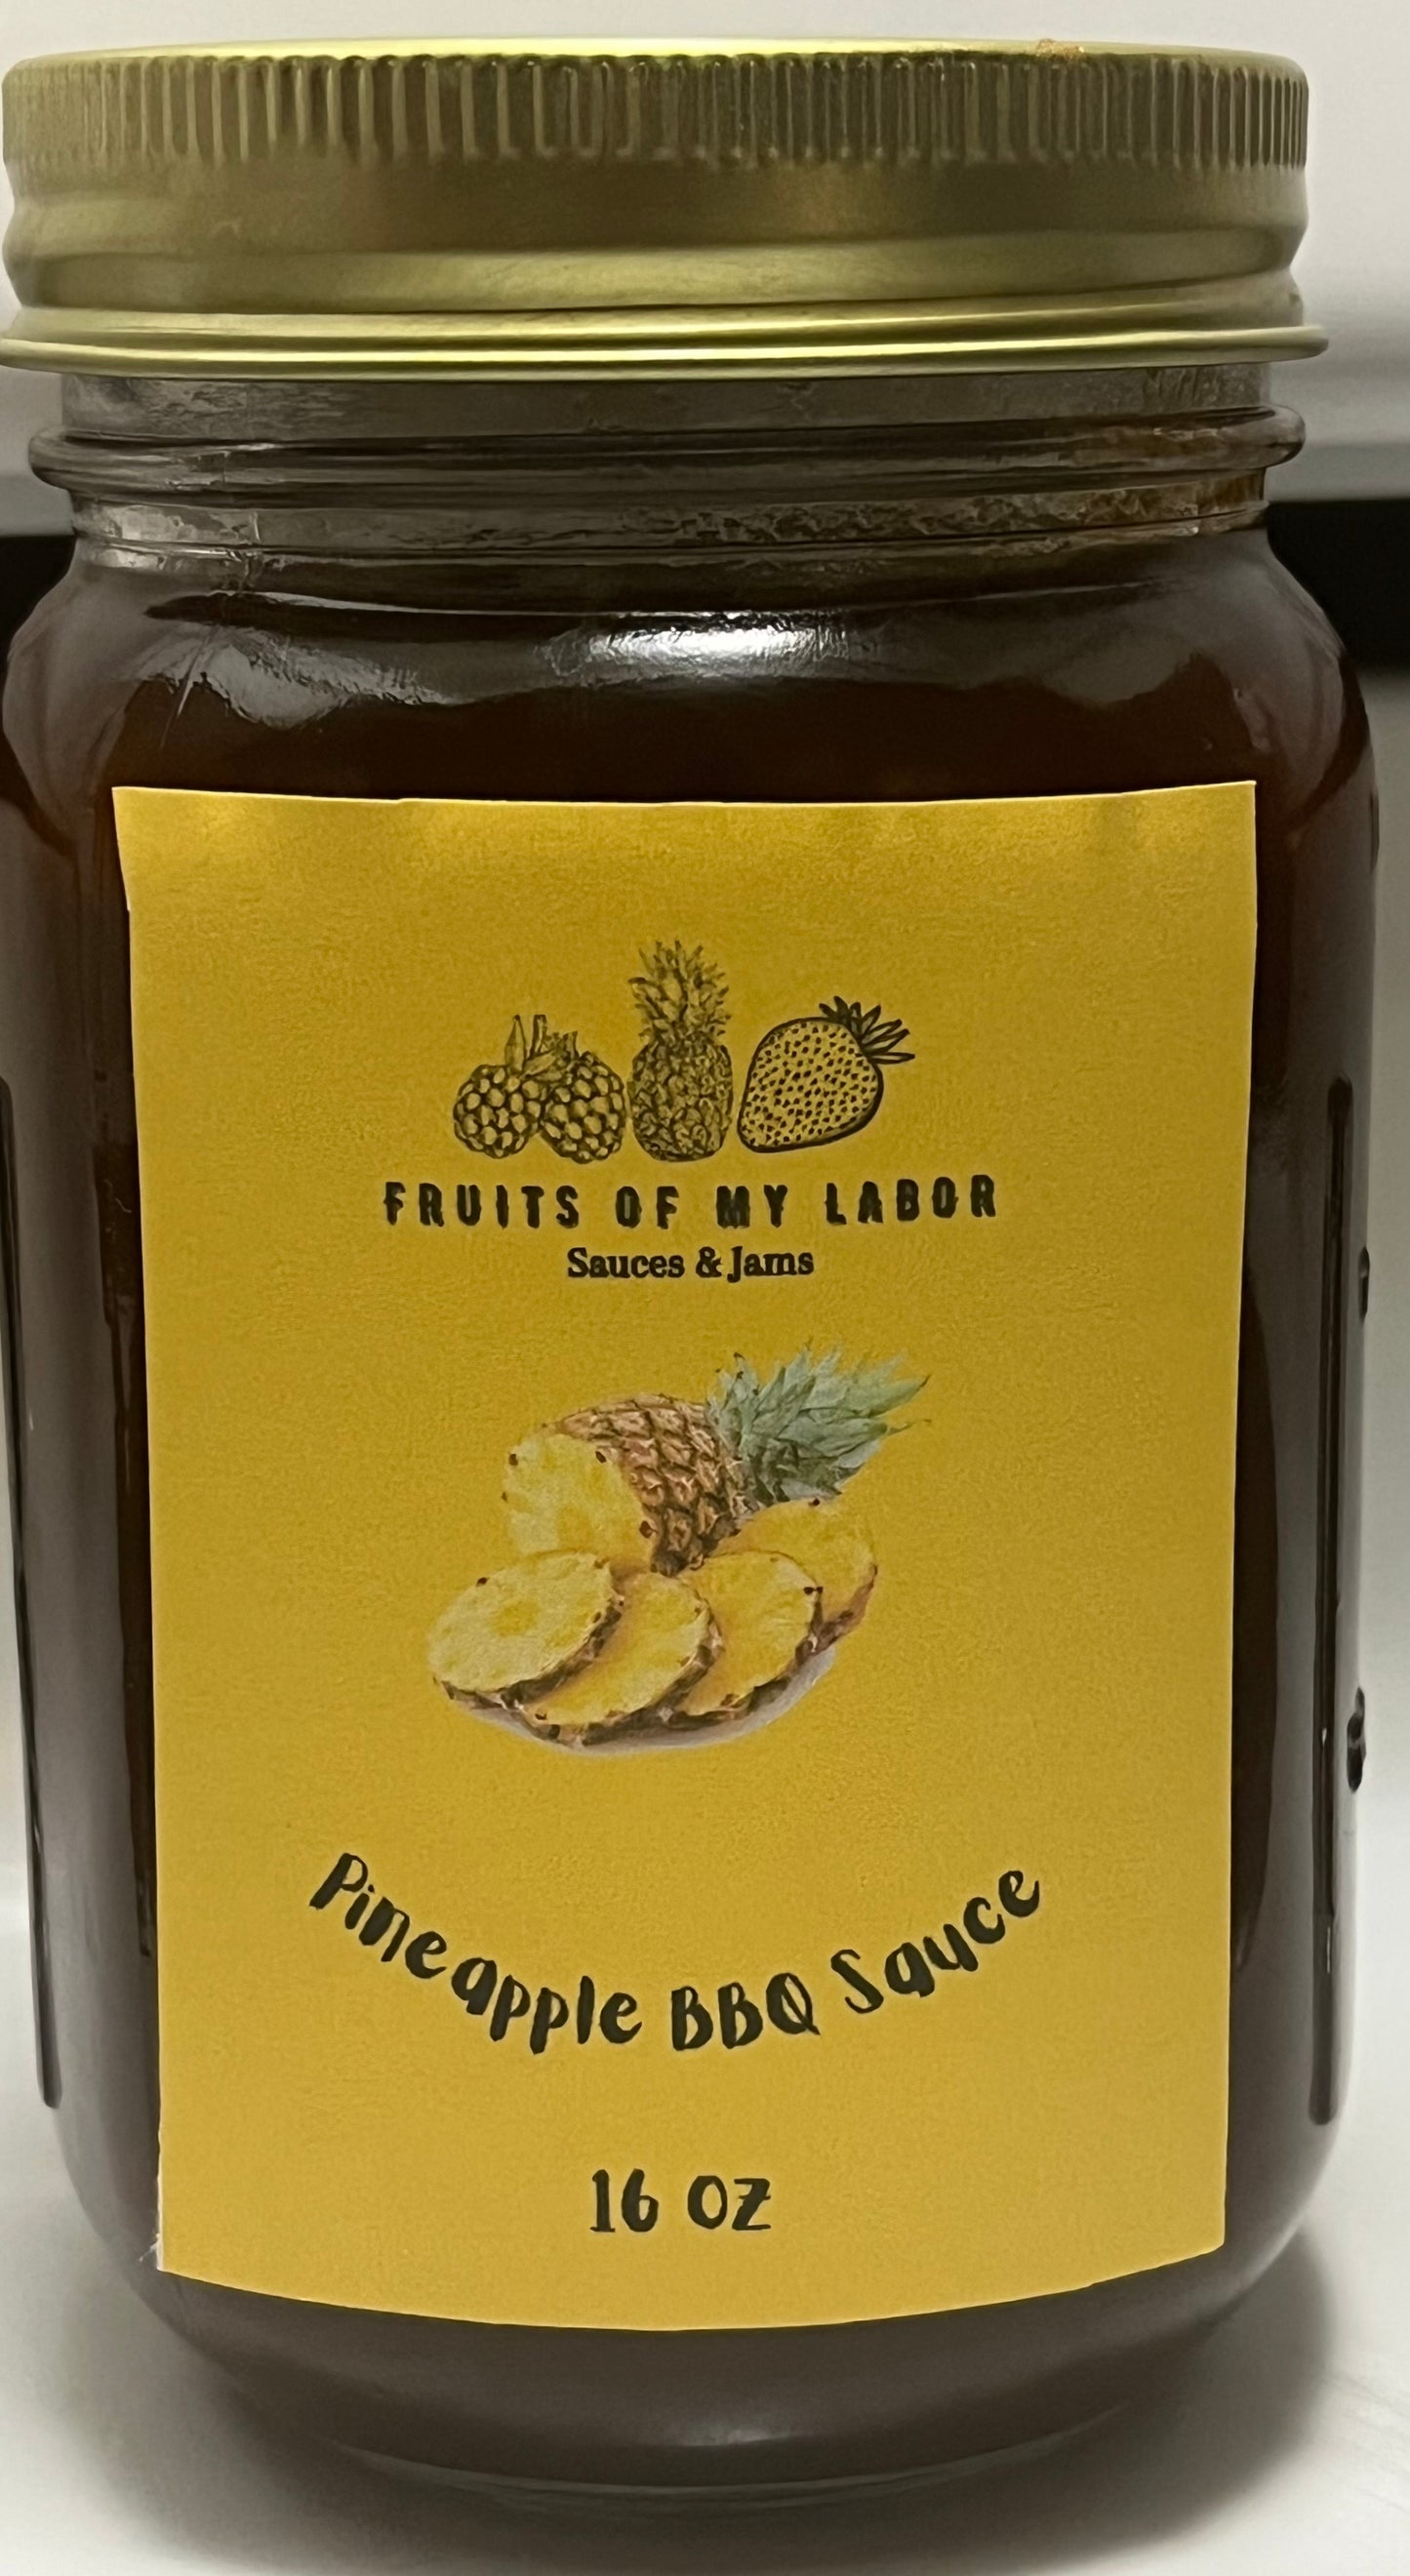 FRUITS OF MY LABOR
Sauces & Jams
Pineapple BBQ Sauce
16 OZ